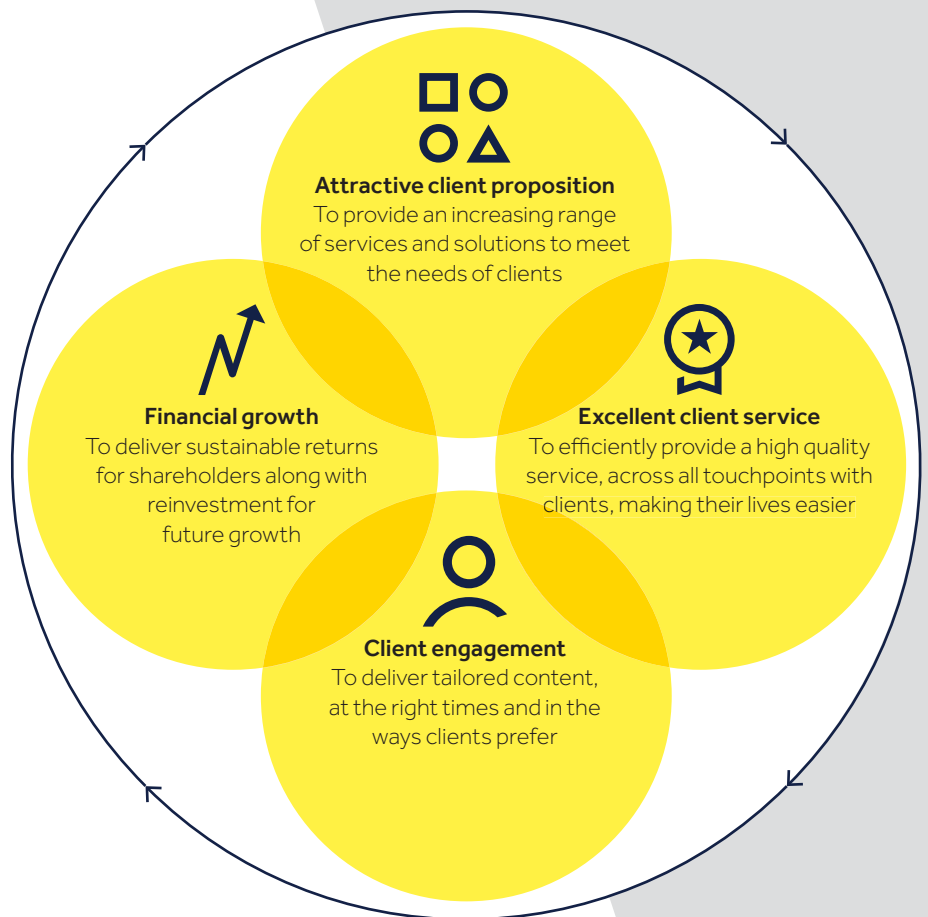 Attractive client proposition
To provide an increasing range
of services and solutions to meet
the needs of clients
Financial growth
To deliver sustainable returns
for shareholders along with
reinvestment for
future growth
Excellent client service
To efficiently provide a high quality
service, across all touchpoints with
clients, making their lives easier
Client engagement
To deliver tailored content,
at the right times and in the
ways clients prefer